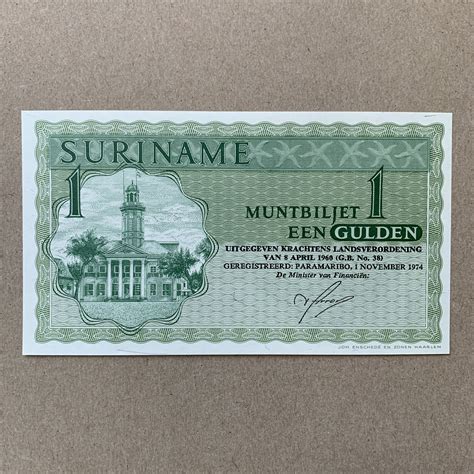 SURINAME
1
1
MUNTBILJET
EEN GULDEN
UITGEGEVEN KRACHTENS LANDSVERORDENING
VAN 8 APRIL 1960 (G.B. No. 38)
GEREGISTREERD: PARAMARIBO, 1 NOVEMBER 1974
De Minister van Financiën:
JOH. ENSCHEDÉ EN ZONEN HAARLEM